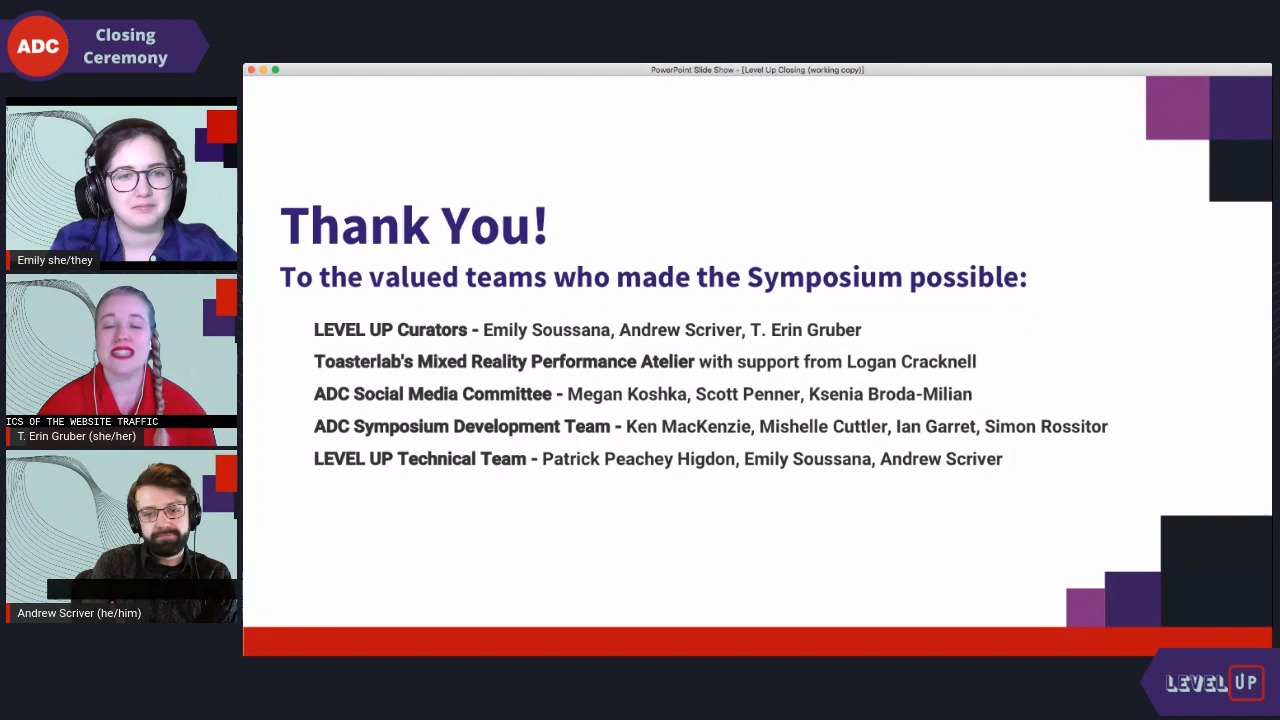 ADC
Closing
Ceremony
PowerPoint Slide Show - [Level Up Closing (working copy)]
Emily she/they
ICS OF THE WEBSITE TRAFFIC
T. Erin Gruber (she/her)
Andrew Scriver (he/him)
Thank You!
To the valued teams who made the Symposium possible:
LEVEL UP Curators - Emily Soussana, Andrew Scriver, T. Erin Gruber
Toasterlab's Mixed Reality Performance Atelier with support from Logan Cracknell
ADC Social Media Committee - Megan Koshka, Scott Penner, Ksenia Broda-Milian
ADC Symposium Development Team - Ken MacKenzie, Mishelle Cuttler, Ian Garret, Simon Rossitor
LEVEL UP Technical Team - Patrick Peachey Higdon, Emily Soussana, Andrew Scriver
LEVEL UP